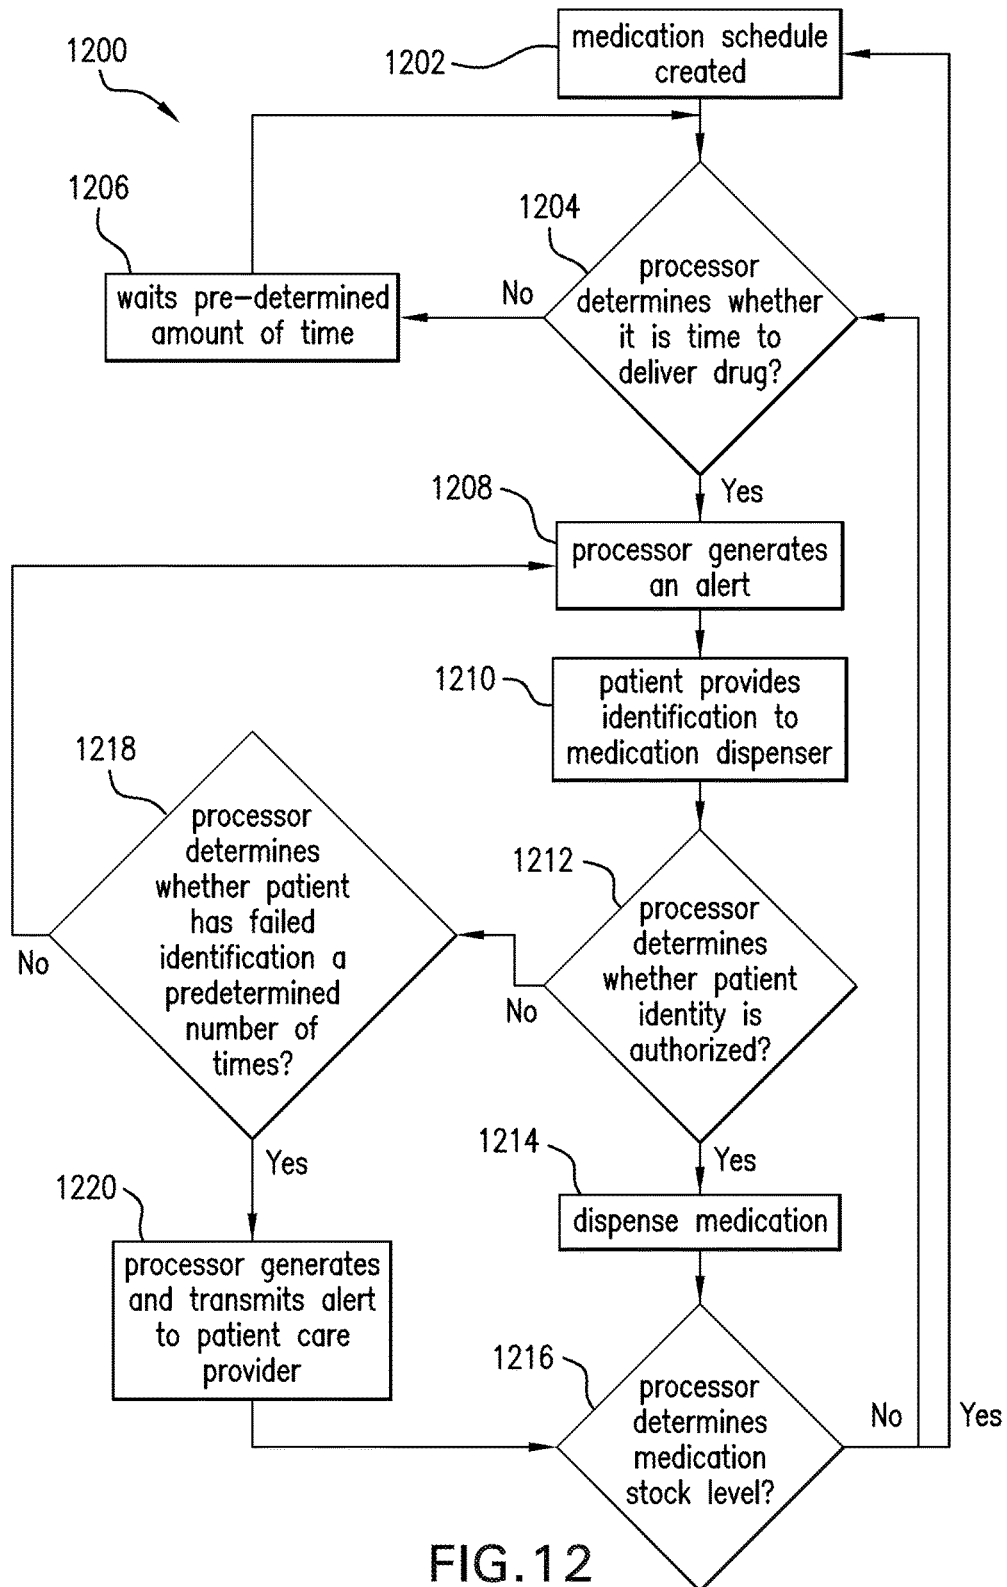 1200
1202
medication schedule
created
1206
1204
processor
determines whether
it is time to
deliver drug?
No
waits pre-determined
amount of time
Yes
1208
processor generates
an alert
1210
patient provides
identification to
medication dispenser
1218
processor
determines
whether patient
has failed
identification a
predetermined
number of
times?
No
1212
processor
determines
whether patient
identity is
authorized?
No
Yes
1220
processor generates
and transmits alert
to patient care
provider
Yes
1214
dispense medication
1216
processor
determines
medication
stock level?
No
Yes
FIG.12